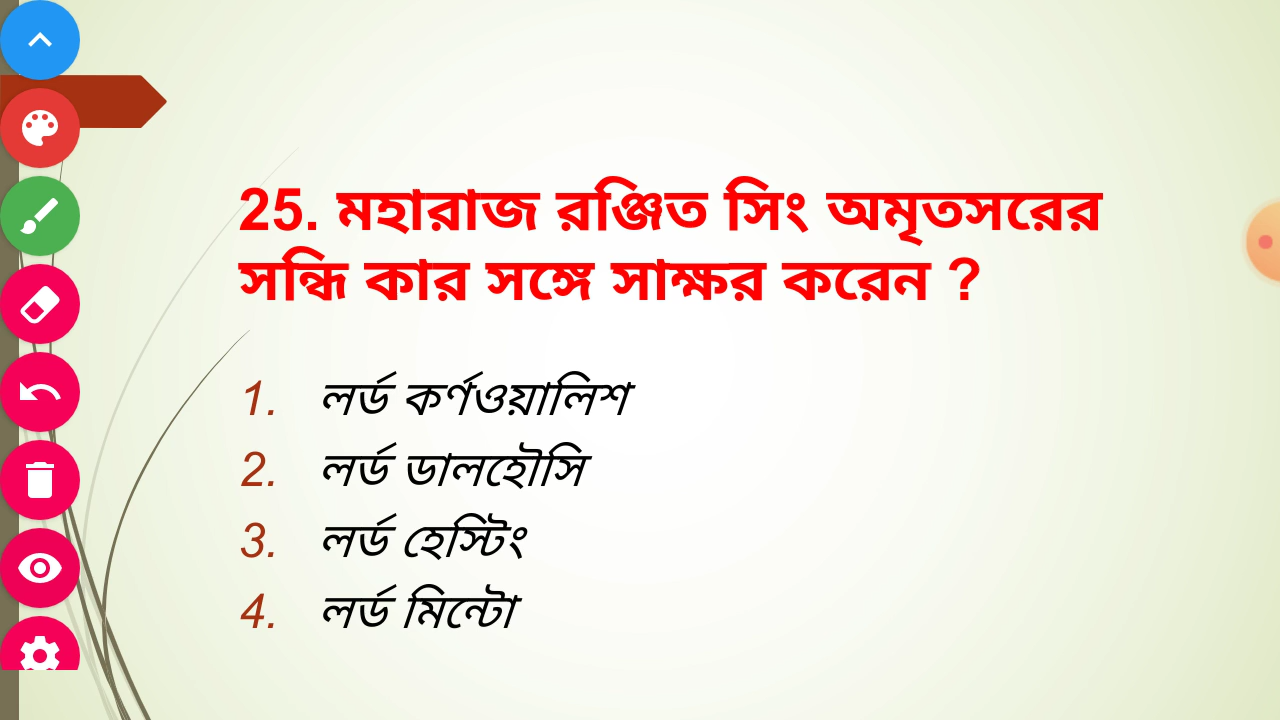 25. মহারাজ রঞ্জিত সিং অমৃতসরের
সন্ধি কার সঙ্গে সাক্ষর করেন ?
1. লর্ড কর্ণওয়ালিশ
2. লর্ড ডালহৌসি
3. লর্ড হেস্টিং
4. লর্ড মিন্টো